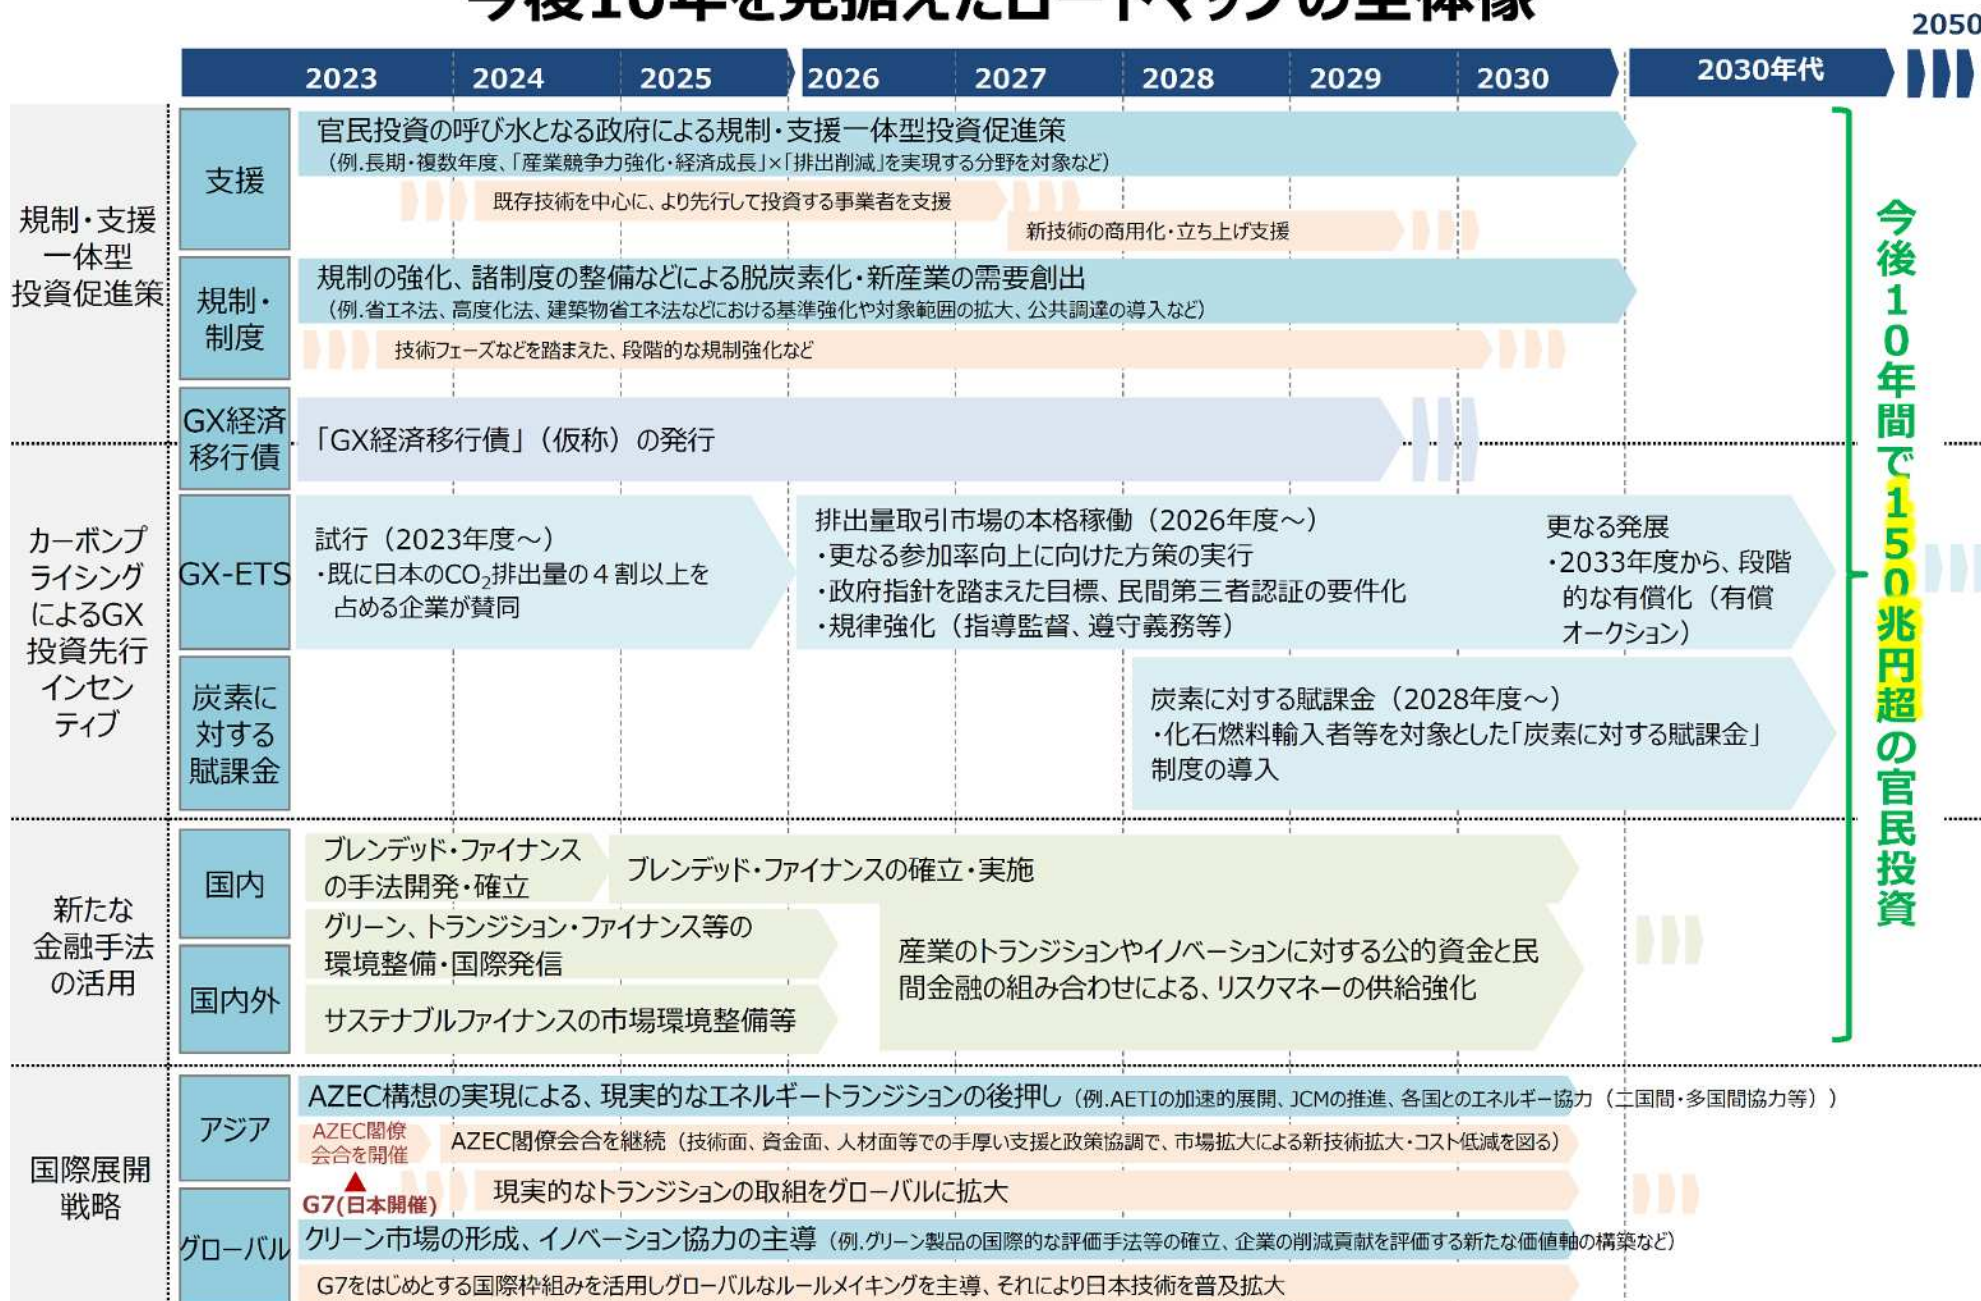 今後10年を見据えたロードマップの全体像
2050
2023
2024
2025
2026
2027
2028
2029
2030
2030年代
規制・支援
一体型
投資促進策
支援
官民投資の呼び水となる政府による規制・支援一体型投資促進策
（例.長期・複数年度、「産業競争力強化・経済成長」×「排出削減」を実現する分野を対象など）
既存技術を中心に、より先行して投資する事業者を支援
新技術の商用化・立ち上げ支援
規制・
制度
規制の強化、諸制度の整備などによる脱炭素化・新産業の需要創出
（例.省エネ法、高度化法、建築物省エネ法などにおける基準強化や対象範囲の拡大、公共調達の導入など）
技術フェーズなどを踏まえた、段階的な規制強化など
GX経済
移行債
「GX経済移行債」（仮称）の発行
カーボンプ
ライシング
によるGX
投資先行
インセン
ティブ
GX-ETS
試行（2023年度～）
・既に日本のCO2排出量の４割以上を
占める企業が賛同
排出量取引市場の本格稼働（2026年度～）
・更なる参加率向上に向けた方策の実行
・政府指針を踏まえた目標、民間第三者認証の要件化
・規律強化（指導監督、遵守義務等）
更なる発展
・2033年度から、段階
的な有償化（有償
オークション）
炭素に
対する
賦課金
炭素に対する賦課金（2028年度～）
・化石燃料輸入者等を対象とした「炭素に対する賦課金」
制度の導入
新たな
金融手法
の活用
国内
ブレンデッド・ファイナンス
の手法開発・確立
ブレンデッド・ファイナンスの確立・実施
国内外
グリーン、トランジション・ファイナンス等の
環境整備・国際発信
サステナブルファイナンスの市場環境整備等
産業のトランジションやイノベーションに対する公的資金と民
間金融の組み合わせによる、リスクマネーの供給強化
国際展開
戦略
アジア
AZEC構想の実現による、現実的なエネルギートランジションの後押し（例.AETIの加速的展開、JCMの推進、各国とのエネルギー協力（二国間・多国間協力等））
AZEC閣僚
会合を開催
AZEC閣僚会合を継続（技術面、資金面、人材面等での手厚い支援と政策協調で、市場拡大による新技術拡大・コスト低減を図る）
G7(日本開催)
現実的なトランジションの取組をグローバルに拡大
グローバル
クリーン市場の形成、イノベーション協力の主導（例.グリーン製品の国際的な評価手法等の確立、企業の削減貢献を評価する新たな価値軸の構築など）
G7をはじめとする国際枠組みを活用しグローバルなルールメイキングを主導、それにより日本技術を普及拡大
今後１０年間で１５０兆円超の官民投資